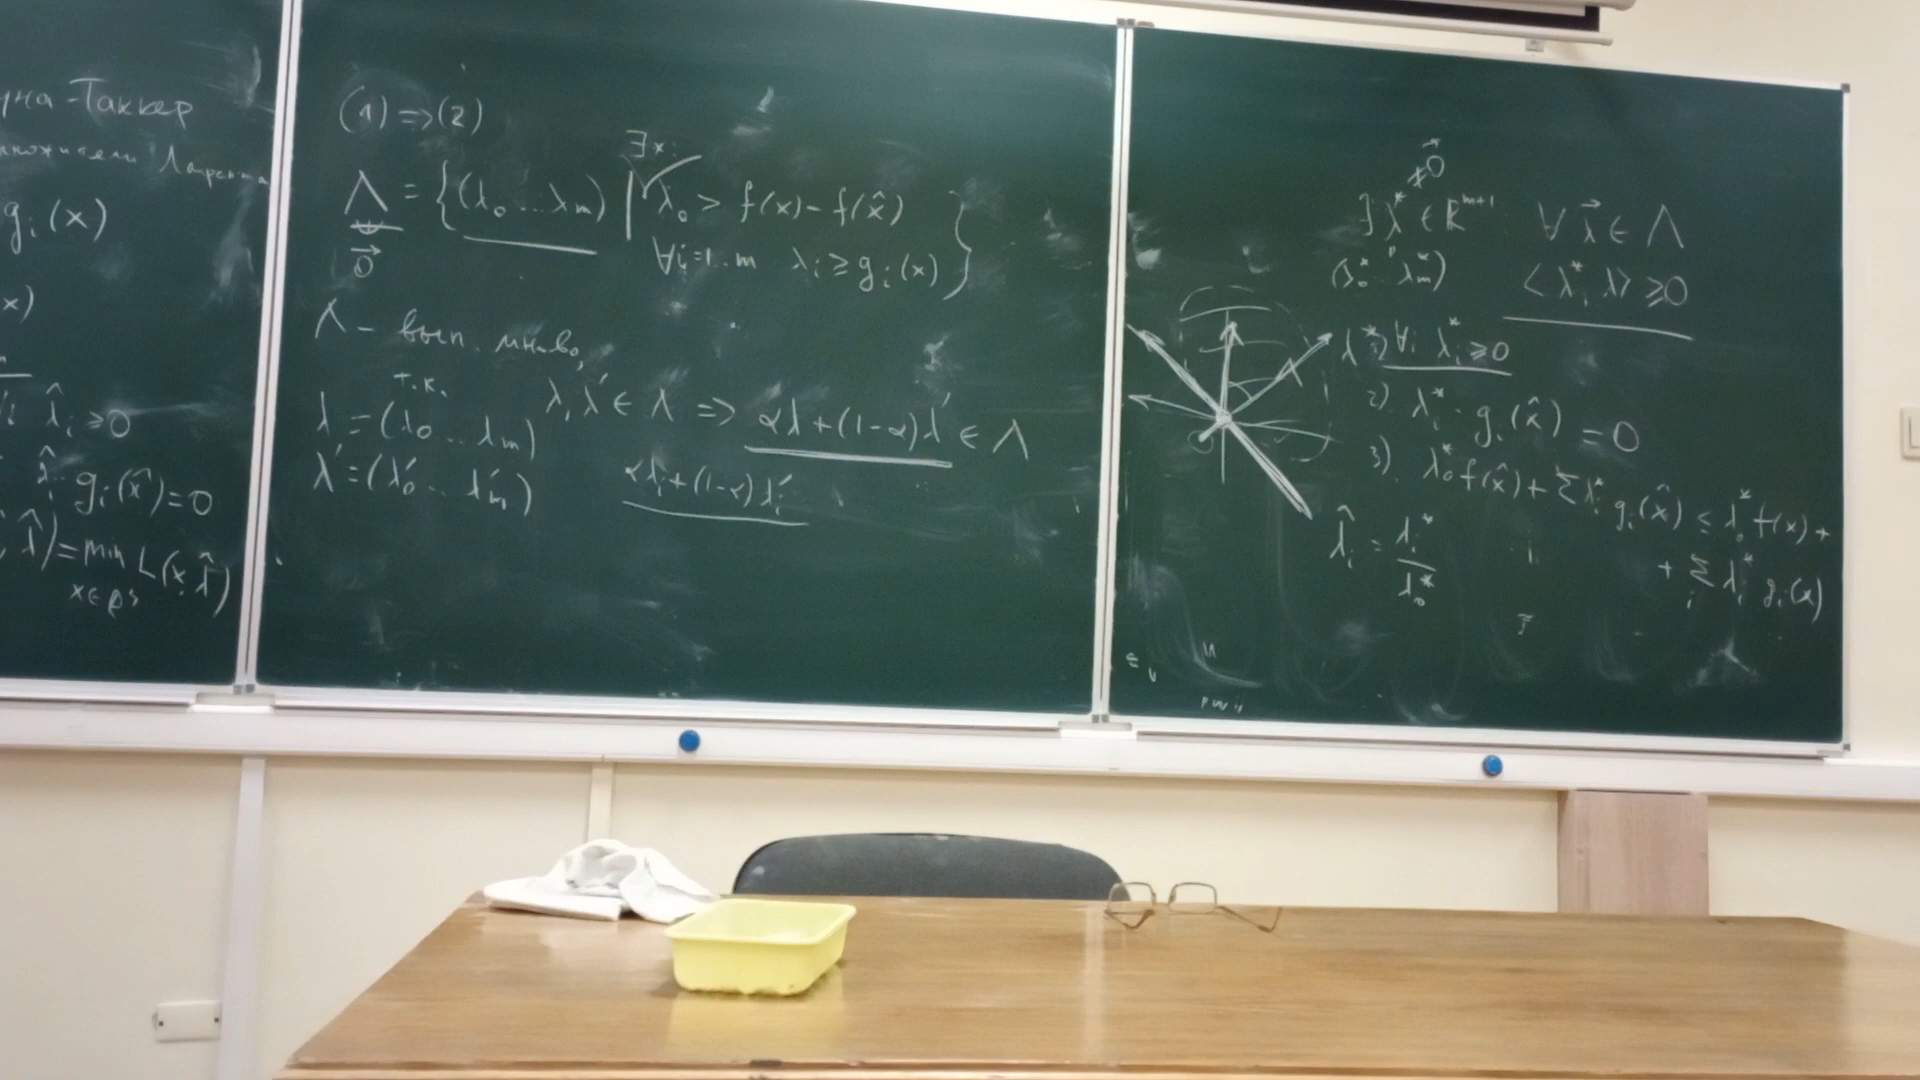 -Таккер
g_i(x)
x)
λ̂_i ≥ 0
g_i(x̂) = 0
, λ̂) = min L(x, λ̂)
x∈
(1) => (2)
∃x:
Λ = {(λ_0 ... λ_m) | λ_0 > f(x) - f(x̂)
∀i=1..m λ_i ≥ g_i(x)}
0⃗
Λ - вып. мн-во,
т.к.
λ = (λ_0 ... λ_m)
λ, λ' ∈ Λ => αλ + (1-α)λ' ∈ Λ
λ' = (λ'_0 ... λ'_m)
αλ_i + (1-α)λ'_i
≠ 0⃗
∃ λ* ∈ R^{m+1} : ∀ λ⃗ ∈ Λ
(λ*_0 .. λ*_m)
<λ*, λ> ≥ 0
∀i λ*_i ≥ 0
2) λ*_i · g_i(x̂) = 0
3) λ*_0 f(x̂) + Σ λ*_i g_i(x̂) ≤ λ*_0 f(x) +
+ Σ_i λ*_i g_i(x)
λ̂_i = λ*_i / λ*_0